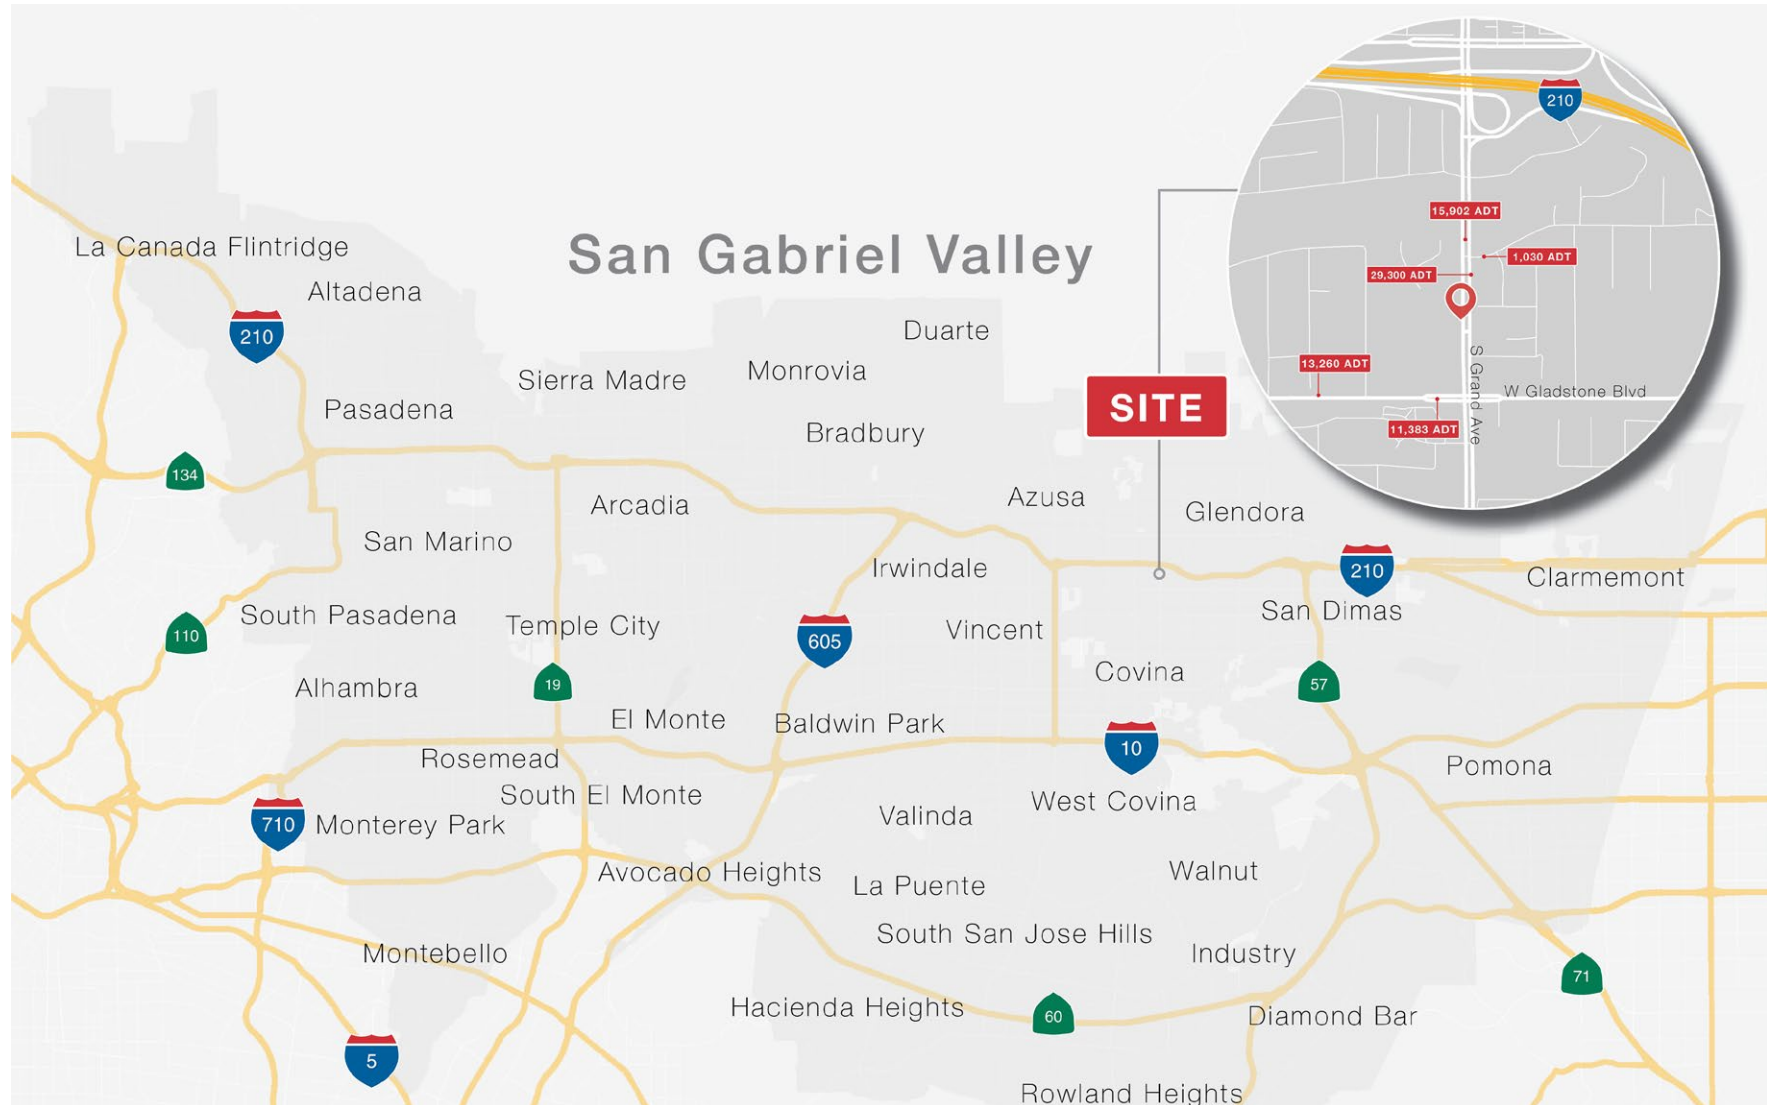 210
15,902 ADT
1,030 ADT
29,300 ADT
13,260 ADT
S Grand Ave
W Gladstone Blvd
11,383 ADT
San Gabriel Valley
La Canada Flintridge
Altadena
210
Duarte
Monrovia
Sierra Madre
Pasadena
SITE
Bradbury
134
Arcadia
Azusa
Glendora
San Marino
Irwindale
210
Clarmemont
South Pasadena
110
Temple City
605
Vincent
San Dimas
Covina
Alhambra
19
57
El Monte
Baldwin Park
10
Rosemead
Pomona
South El Monte
West Covina
710
Monterey Park
Valinda
Avocado Heights
La Puente
Walnut
South San Jose Hills
Montebello
Industry
71
Hacienda Heights
60
Diamond Bar
5
Rowland Heights